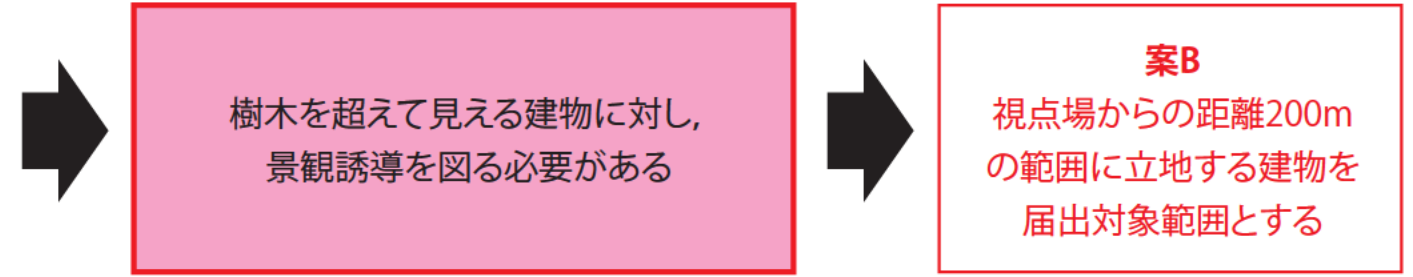 樹木を超えて見える建物に対し,
景観誘導を図る必要がある
案B
視点場からの距離200m
の範囲に立地する建物を
届出対象範囲とする